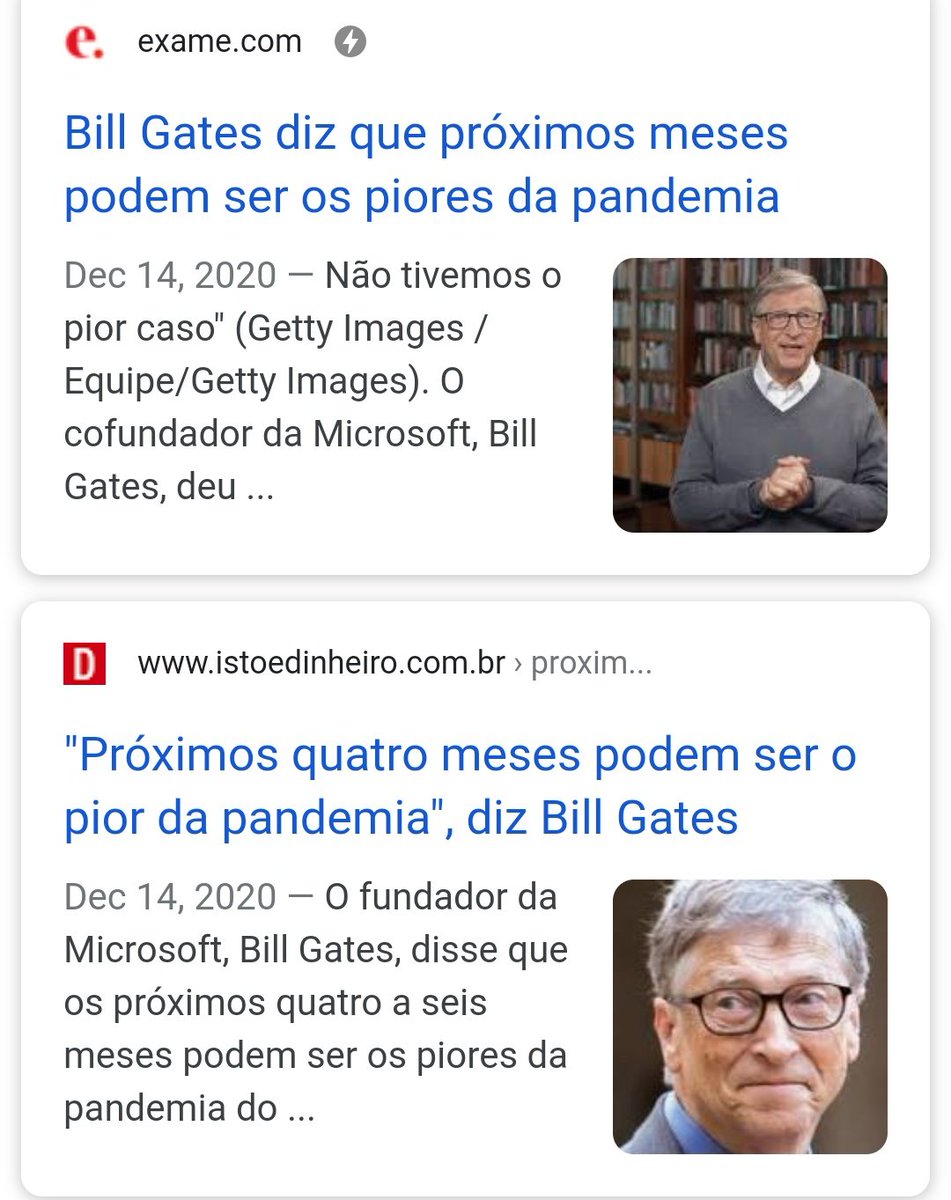 e.
exame.com
Bill Gates diz que próximos meses
podem ser os piores da pandemia
Dec 14, 2020 — Não tivemos o
pior caso" (Getty Images /
Equipe/Getty Images). O
cofundador da Microsoft, Bill
Gates, deu ...
D
www.istoedinheiro.com.br › proxim...
"Próximos quatro meses podem ser o
pior da pandemia", diz Bill Gates
Dec 14, 2020 — O fundador da
Microsoft, Bill Gates, disse que
os próximos quatro a seis
meses podem ser os piores da
pandemia do ...